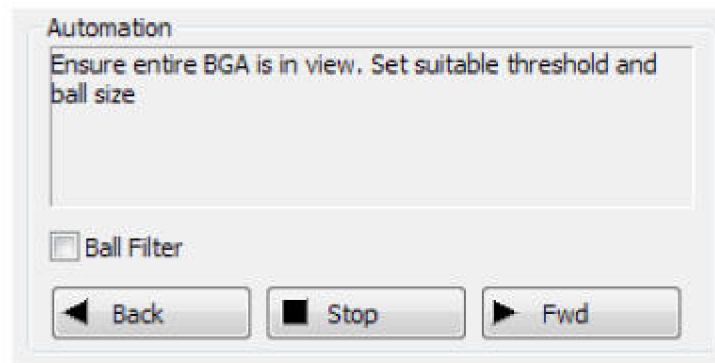 Automation
Ensure entire BGA is in view. Set suitable threshold and
ball size
Ball Filter
Back Stop Fwd